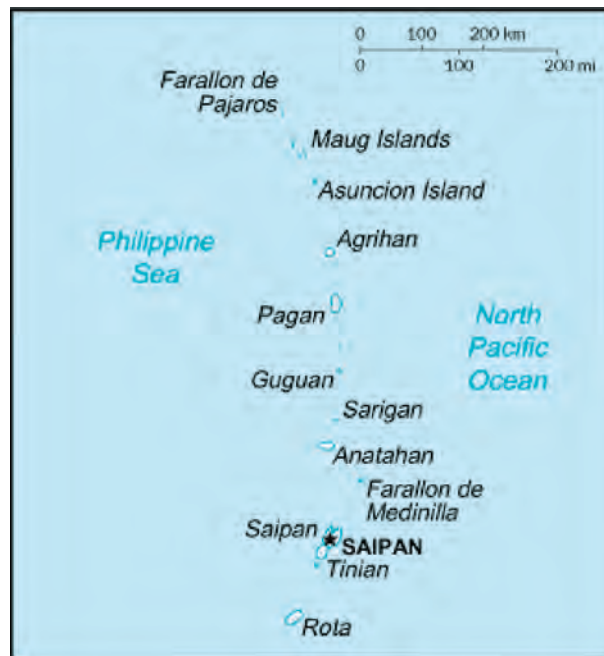 0 100 200 km
0 100 200 mi
Farallon de
Pajaros
Maug Islands
Asuncion Island
Agrihan
Philippine
Sea
Pagan
North
Pacific
Ocean
Guguan
Sarigan
Anatahan
Farallon de
Medinilla
Saipan
SAIPAN
Tinian
Rota